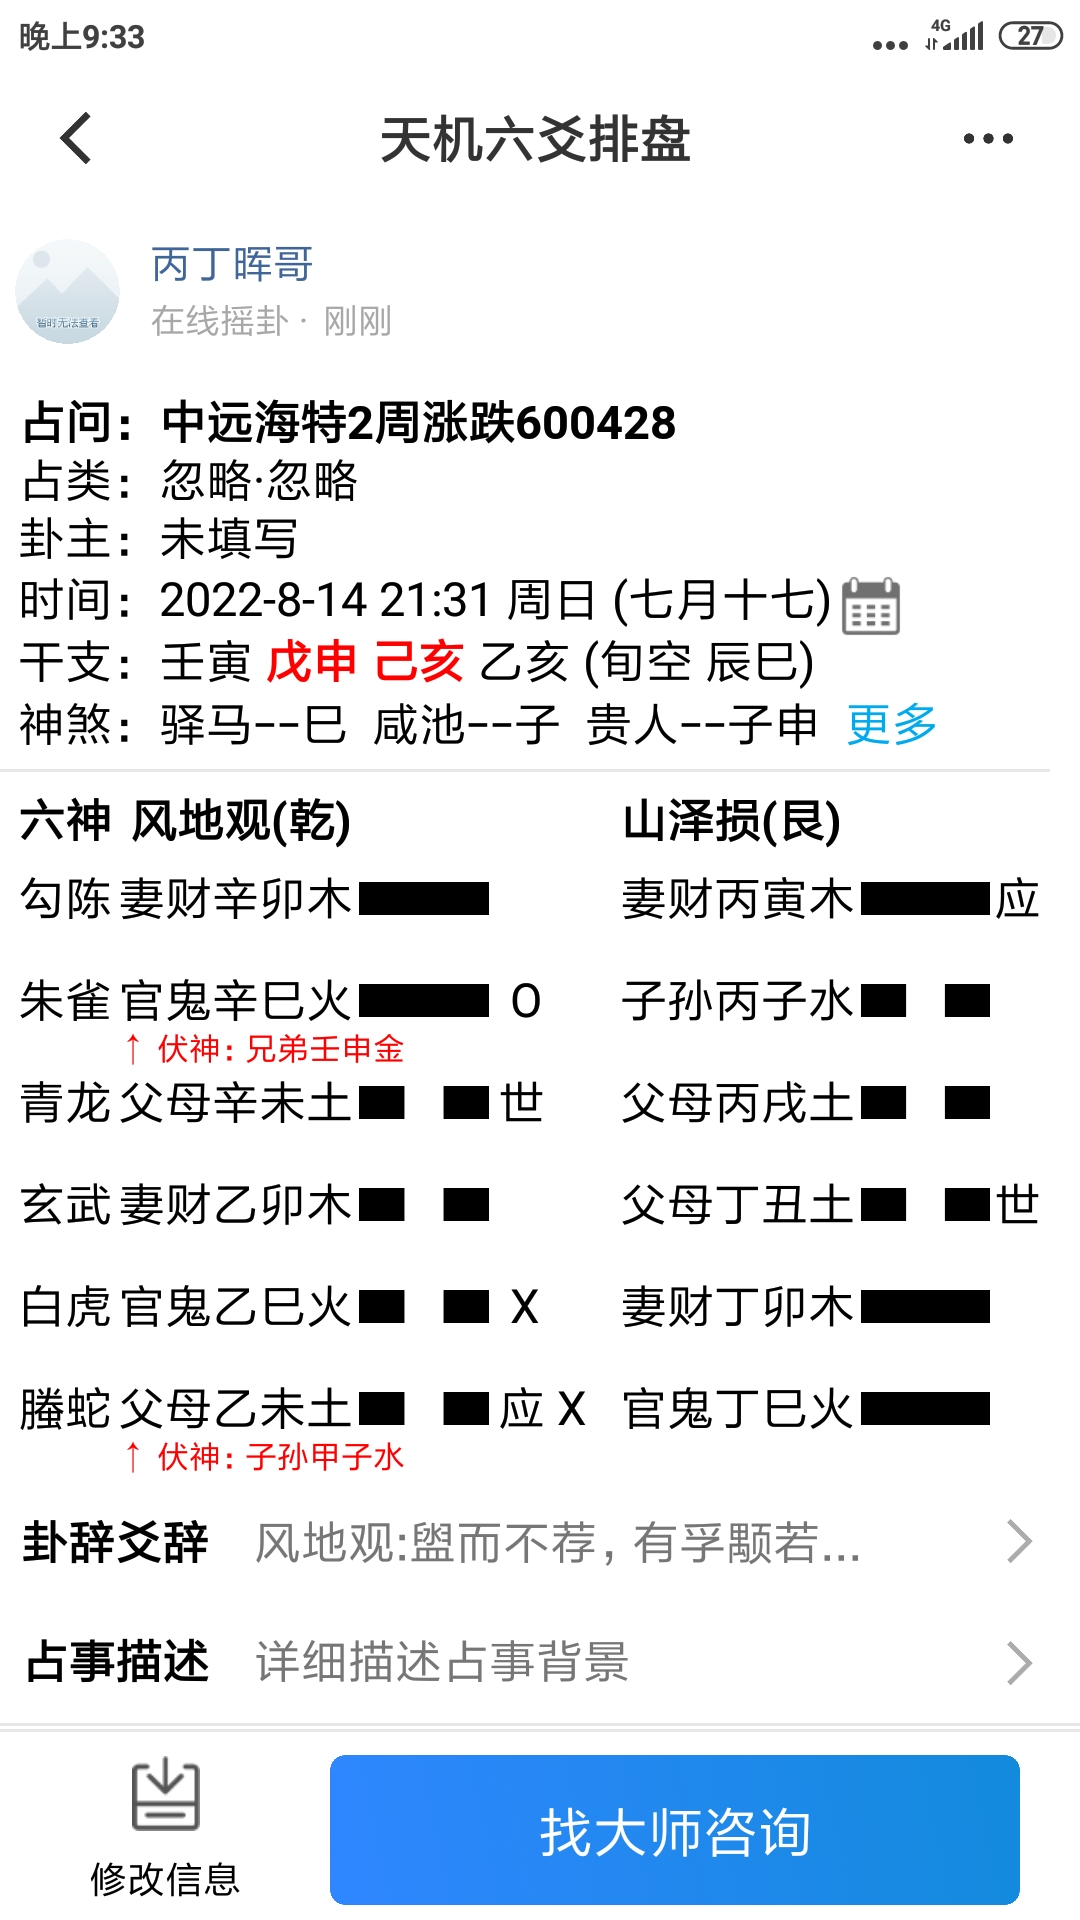 晚上9:33
4G
27
天机六爻排盘
暂时无法查看
丙丁晖哥
在线摇卦 · 刚刚
占问：中远海特2周涨跌600428
占类：忽略·忽略
卦主：未填写
时间：2022-8-14 21:31 周日 (七月十七)
干支：壬寅 戊申 己亥 乙亥 (旬空 辰巳)
神煞：驿马--巳 咸池--子 贵人--子申 更多
六神 风地观(乾) 山泽损(艮)
勾陈 妻财辛卯木 妻财丙寅木 应
朱雀 官鬼辛巳火 O 子孙丙子水
↑ 伏神：兄弟壬申金
青龙 父母辛未土 世 父母丙戌土
玄武 妻财乙卯木 父母丁丑土 世
白虎 官鬼乙巳火 X 妻财丁卯木
螣蛇 父母乙未土 应 X 官鬼丁巳火
↑ 伏神：子孙甲子水
卦辞爻辞 风地观:盥而不荐，有孚颙若...
占事描述 详细描述占事背景
修改信息
找大师咨询